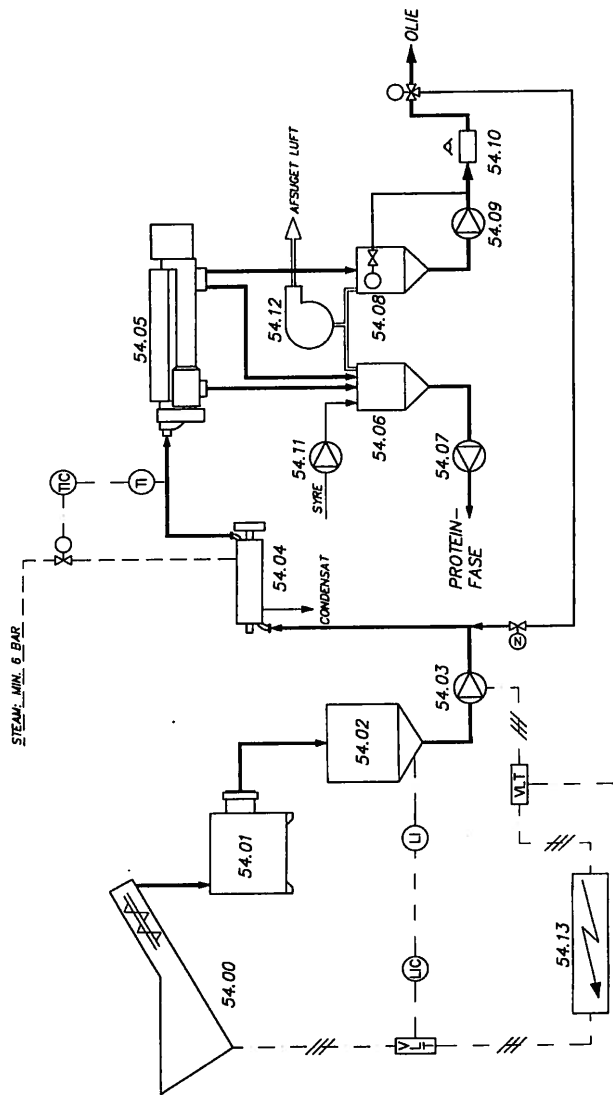 STEAM: MIN. 6 BAR
TIC
TI
54.05
54.04
CONDENSAT
54.00
54.01
54.02
54.03
LI
LIC
VLT
VLT
54.13
N
AFSUGET LUFT
54.12
54.11
SYRE
54.06
54.08
54.07
PROTEIN-
FASE
54.09
54.10
OLIE